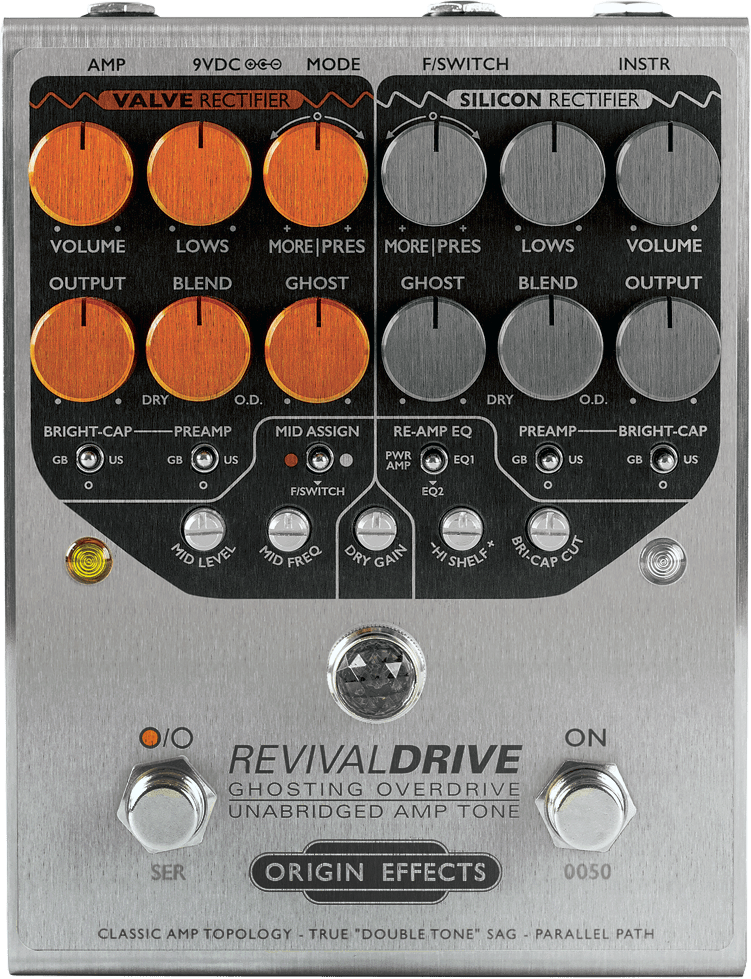 AMP 9VDC MODE F/SWITCH INSTR
VALVE RECTIFIER SILICON RECTIFIER
VOLUME LOWS MORE|PRES MORE|PRES LOWS VOLUME
OUTPUT BLEND GHOST GHOST BLEND OUTPUT
DRY O.D. DRY O.D.
BRIGHT-CAP PREAMP MID ASSIGN RE-AMP EQ PREAMP BRIGHT-CAP
GB US GB US PWR AMP EQ1 GB US GB US
F/SWITCH EQ2
MID LEVEL MID FREQ DRY GAIN HI SHELF+ BRI.CAP CUT
O/O ON
REVIVALDRIVE
GHOSTING OVERDRIVE
UNABRIDGED AMP TONE
SER 0050
ORIGIN EFFECTS
CLASSIC AMP TOPOLOGY - TRUE "DOUBLE TONE" SAG - PARALLEL PATH